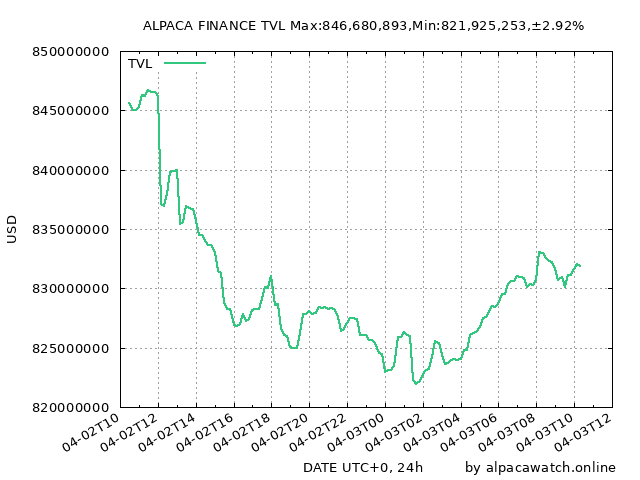 ALPACA FINANCE TVL Max:846,680,893,Min:821,925,253,±2.92%
850000000
TVL
845000000
840000000
835000000
830000000
825000000
820000000
USD
04-02T10
04-02T12
04-02T14
04-02T16
04-02T18
04-02T20
04-02T22
04-03T00
04-03T02
04-03T04
04-03T06
04-03T08
04-03T10
04-03T12
DATE UTC+0, 24h
by alpacawatch.online